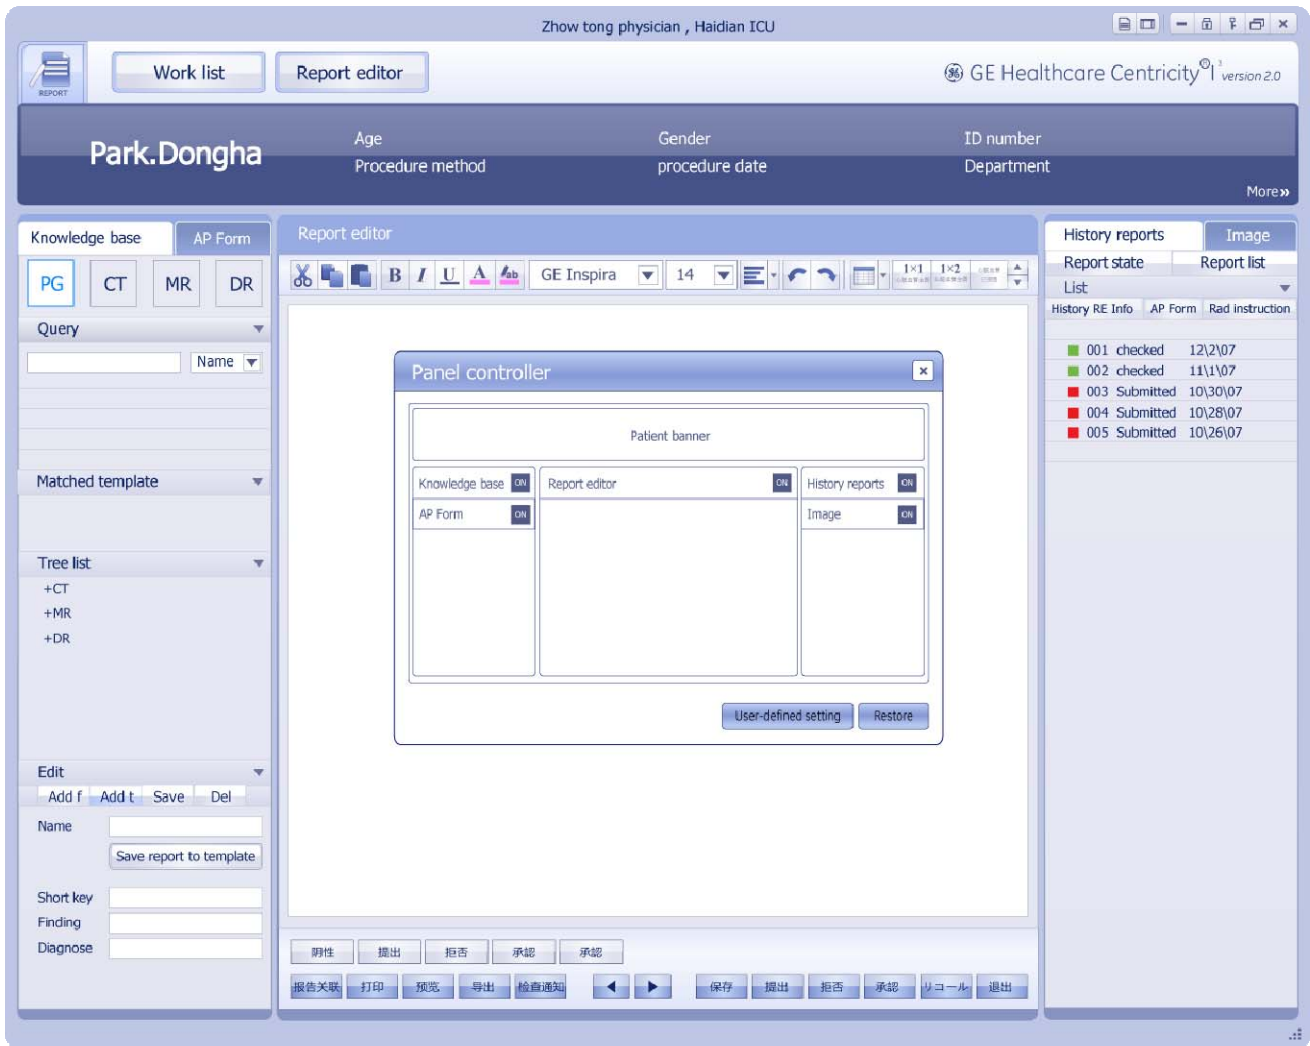 Zhow tong physician , Haidian ICU
REPORT
Work list
Report editor
GE Healthcare Centricity®I³ version 2.0
Park.Dongha
Age
Gender
ID number
Procedure method
procedure date
Department
More»
Knowledge base
AP Form
PG
CT
MR
DR
Query
Name
Matched template
Tree list
+CT
+MR
+DR
Edit
Add f
Add t
Save
Del
Name
Save report to template
Short key
Finding
Diagnose
Report editor
B I U A ab
GE Inspira
14
1×1
1×2
Panel controller
Patient banner
Knowledge base ON
AP Form ON
Report editor ON
History reports ON
Image ON
User-defined setting
Restore
阴性
提出
拒否
承認
承認
报告关联
打印
预览
导出
检查通知
保存
提出
拒否
承認
リコール
退出
History reports
Image
Report state
Report list
List
History RE Info
AP Form
Rad instruction
001 checked 12\2\07
002 checked 11\1\07
003 Submitted 10\30\07
004 Submitted 10\28\07
005 Submitted 10\26\07